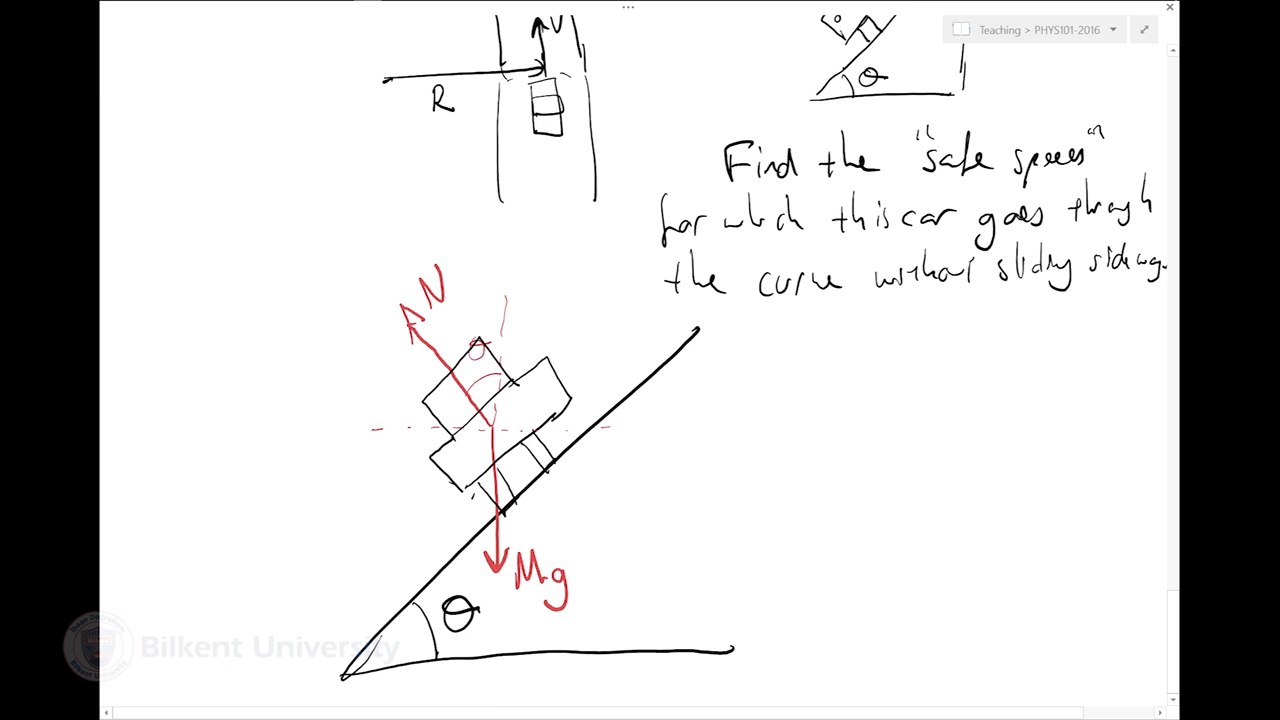 Teaching > PHYS101-2016
V
R
θ
Find the "safe speeds"
for which this car goes through
the curve without sliding sideways
N
θ
Mg
θ
Bilkent University